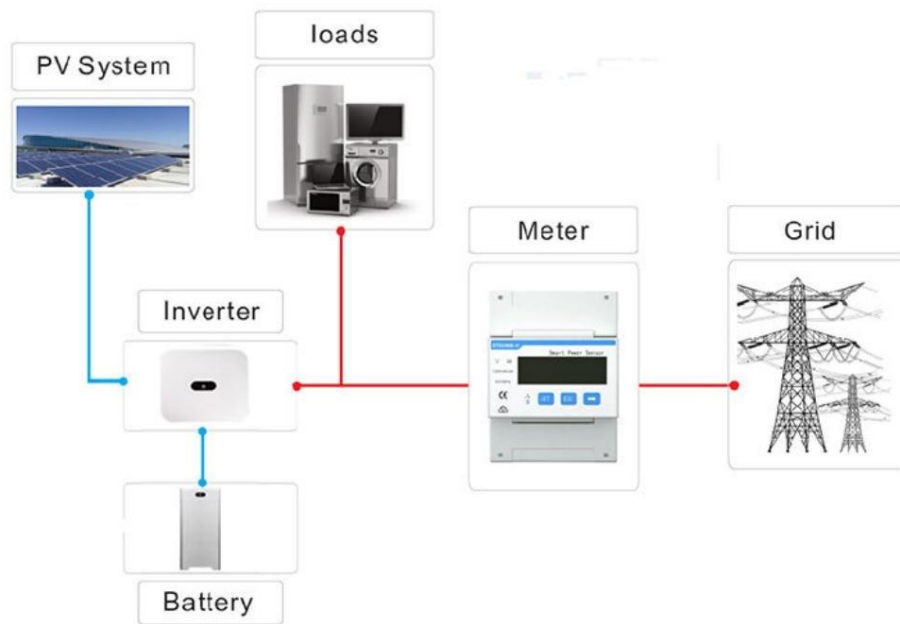 loads
PV System
Meter
Grid
Inverter
Smart Power Sensor
CE
Battery